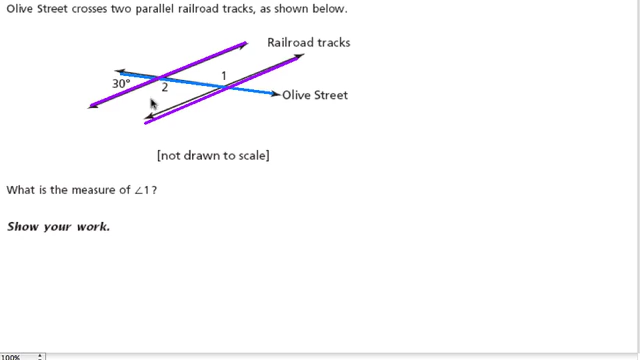 Olive Street crosses two parallel railroad tracks, as shown below.
Railroad tracks
1
30°
2
Olive Street
[not drawn to scale]
What is the measure of ∠1?
Show your work.
100%